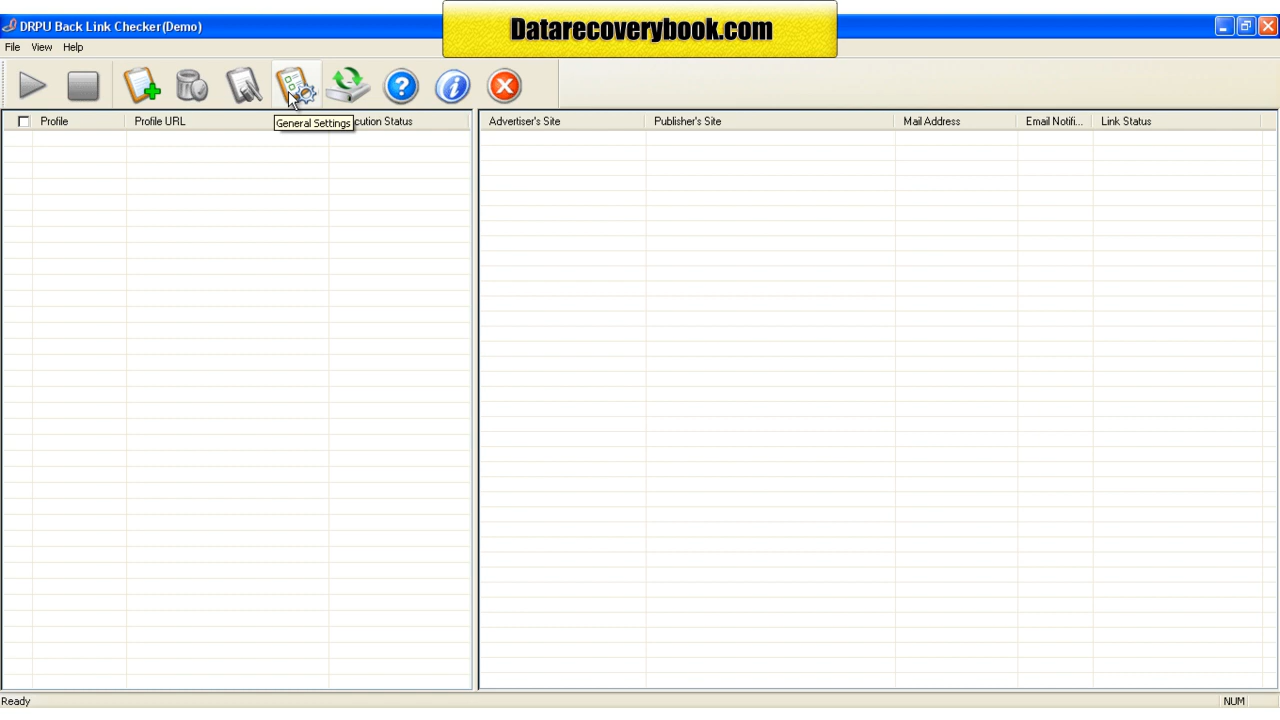 DRPU Back Link Checker(Demo)
Datarecoverybook.com
File View Help
Profile Profile URL cution Status
General Settings
Advertiser's Site Publisher's Site Mail Address Email Notifi... Link Status
Ready NUM